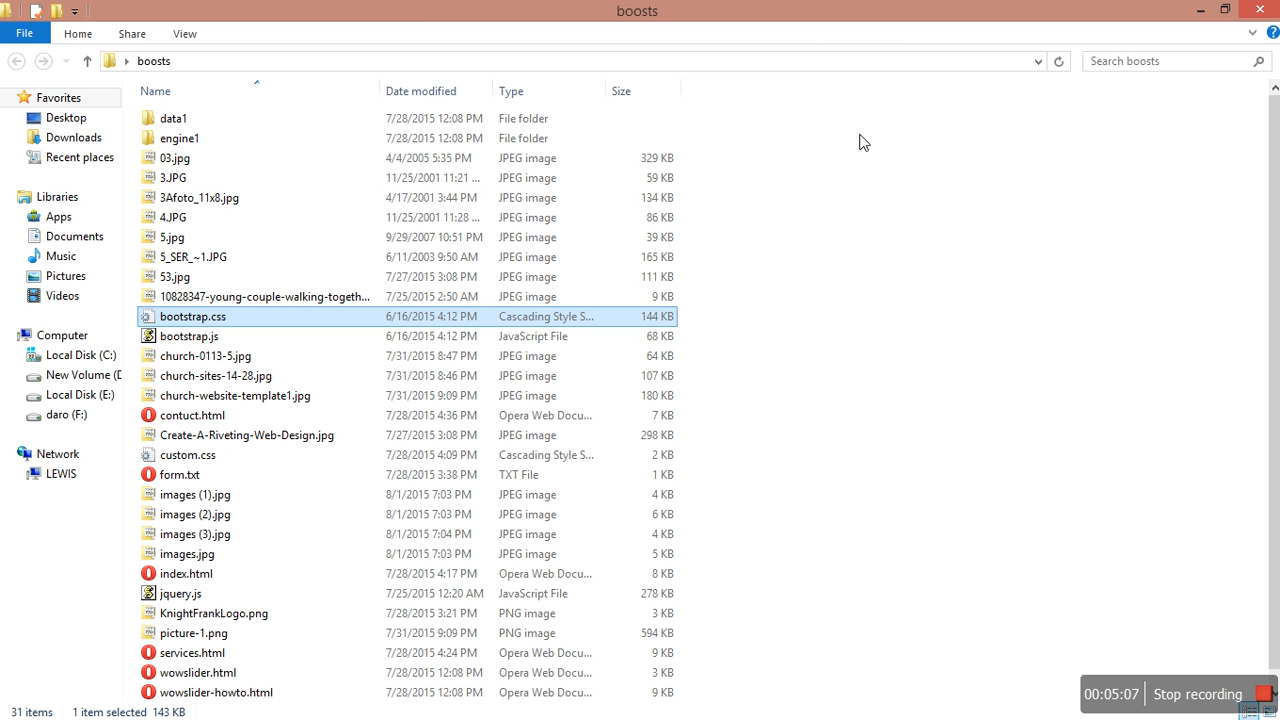 boosts
File Home Share View
boosts Search boosts
Name Date modified Type Size
Favorites
Desktop
Downloads
Recent places
Libraries
Apps
Documents
Music
Pictures
Videos
Computer
Local Disk (C:)
New Volume (D
Local Disk (E:)
daro (F:)
Network
LEWIS
data1 7/28/2015 12:08 PM File folder
engine1 7/28/2015 12:08 PM File folder
03.jpg 4/4/2005 5:35 PM JPEG image 329 KB
3.JPG 11/25/2001 11:21 ... JPEG image 59 KB
3Afoto_11x8.jpg 4/17/2001 3:44 PM JPEG image 134 KB
4.JPG 11/25/2001 11:28 ... JPEG image 86 KB
5.jpg 9/29/2007 10:51 PM JPEG image 39 KB
5_SER_~1.JPG 6/11/2003 9:50 AM JPEG image 165 KB
53.jpg 7/27/2015 3:08 PM JPEG image 111 KB
10828347-young-couple-walking-togeth... 7/25/2015 2:50 AM JPEG image 9 KB
bootstrap.css 6/16/2015 4:12 PM Cascading Style S... 144 KB
bootstrap.js 6/16/2015 4:12 PM JavaScript File 68 KB
church-0113-5.jpg 7/31/2015 8:47 PM JPEG image 64 KB
church-sites-14-28.jpg 7/31/2015 8:46 PM JPEG image 107 KB
church-website-template1.jpg 7/31/2015 9:09 PM JPEG image 180 KB
contuct.html 7/28/2015 4:36 PM Opera Web Docu... 7 KB
Create-A-Riveting-Web-Design.jpg 7/27/2015 3:08 PM JPEG image 298 KB
custom.css 7/28/2015 4:09 PM Cascading Style S... 2 KB
form.txt 7/28/2015 3:38 PM TXT File 1 KB
images (1).jpg 8/1/2015 7:03 PM JPEG image 4 KB
images (2).jpg 8/1/2015 7:03 PM JPEG image 6 KB
images (3).jpg 8/1/2015 7:04 PM JPEG image 4 KB
images.jpg 8/1/2015 7:03 PM JPEG image 5 KB
index.html 7/28/2015 4:17 PM Opera Web Docu... 8 KB
jquery.js 7/25/2015 12:20 AM JavaScript File 278 KB
KnightFrankLogo.png 7/28/2015 3:21 PM PNG image 3 KB
picture-1.png 7/31/2015 9:09 PM PNG image 594 KB
services.html 7/28/2015 4:24 PM Opera Web Docu... 9 KB
wowslider.html 7/28/2015 12:08 PM Opera Web Docu... 3 KB
wowslider-howto.html 7/28/2015 12:08 PM Opera Web Docu... 9 KB
00:05:07 Stop recording
31 items 1 item selected 143 KB